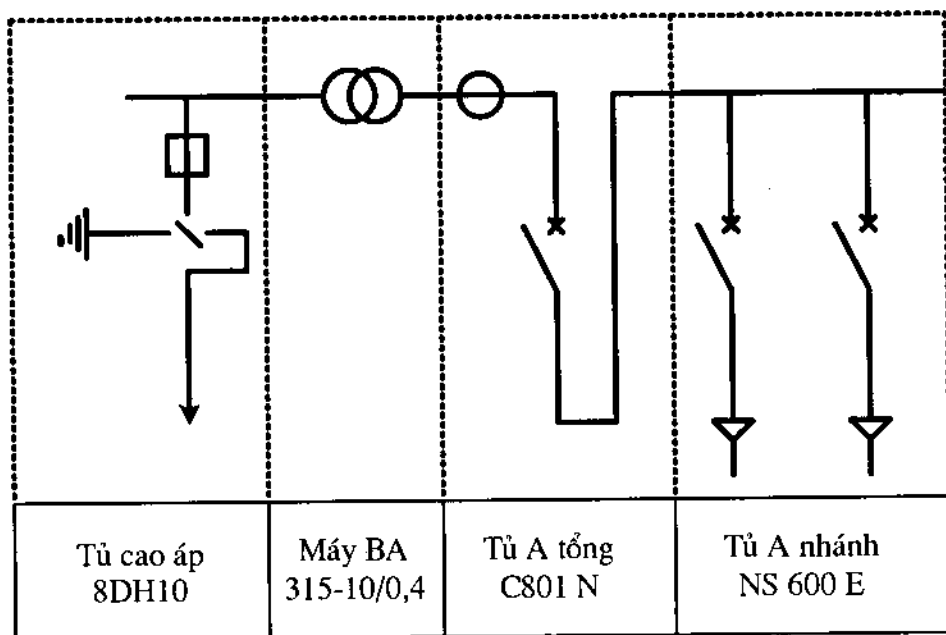 Tủ cao áp
8DH10
Máy BA
315-10/0,4
Tủ A tổng
C801 N
Tủ A nhánh
NS 600 E